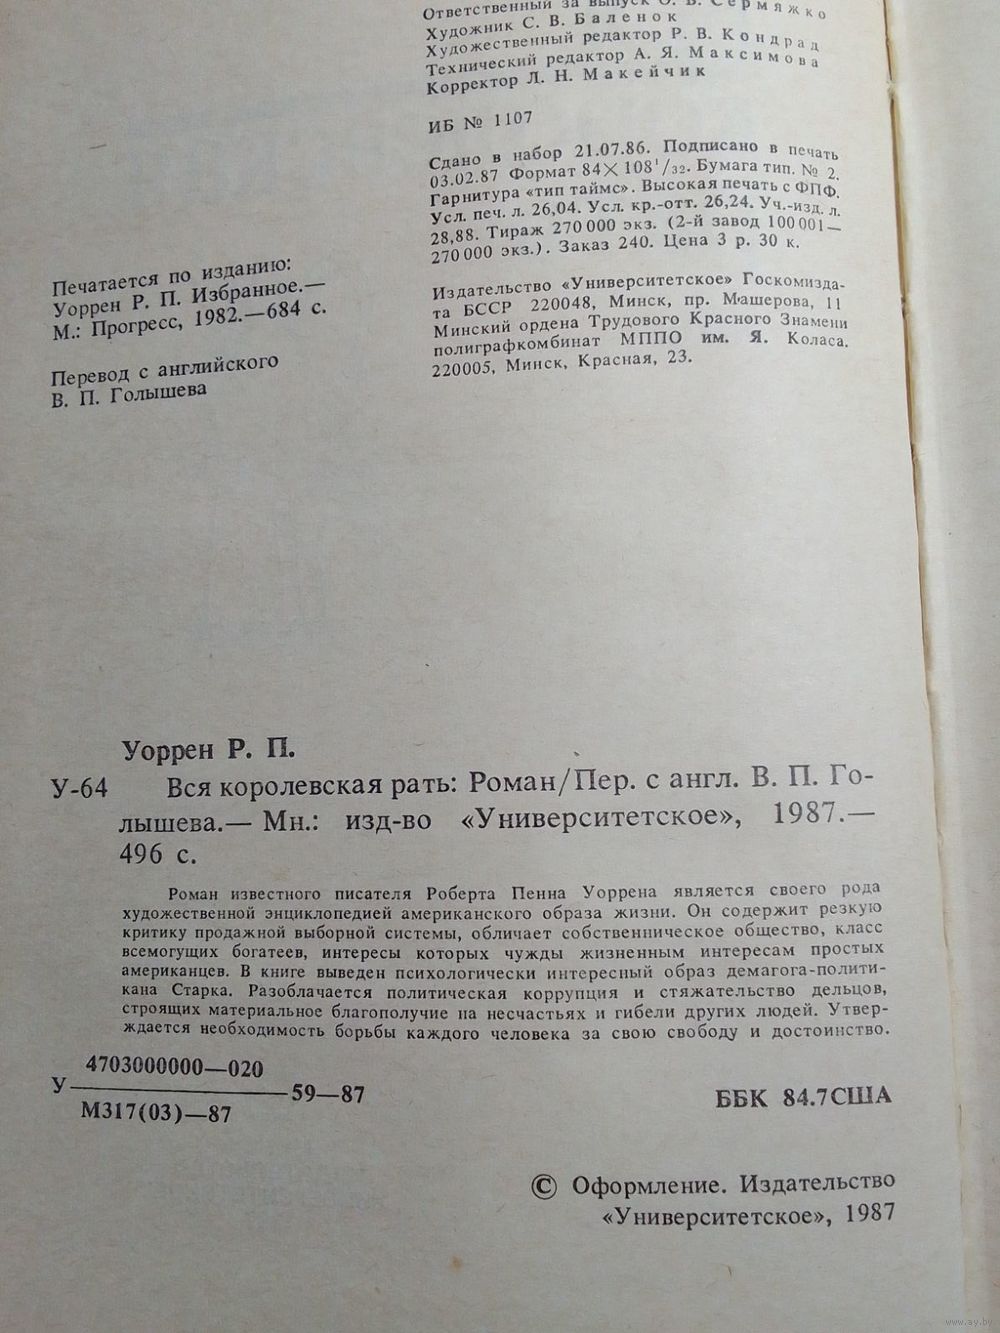 Ответственный за выпуск О. В. Сермяжко
Художник С. В. Баленок
Художественный редактор Р. В. Кондрад
Технический редактор А. Я. Максимова
Корректор Л. Н. Макейчик
ИБ № 1107
Сдано в набор 21.07.86. Подписано в печать
03.02.87 Формат 84×108¹/₃₂. Бумага тип. № 2.
Гарнитура «тип таймс». Высокая печать с ФПФ.
Усл. печ. л. 26,04. Усл. кр.-отт. 26,24. Уч.-изд. л.
28,88. Тираж 270 000 экз. (2-й завод 100 001—
270 000 экз.). Заказ 240. Цена 3 р. 30 к.
Издательство «Университетское» Госкомизда-
та БССР 220048, Минск, пр. Машерова, 11
Минский ордена Трудового Красного Знамени
полиграфкомбинат МППО им. Я. Коласа.
220005, Минск, Красная, 23.
Печатается по изданию:
Уоррен Р. П. Избранное.—
М.: Прогресс, 1982.—684 с.
Перевод с английского
В. П. Голышева
Уоррен Р. П.
У-64 Вся королевская рать: Роман/Пер. с англ. В. П. Го-
лышева.— Мн.: изд-во «Университетское», 1987.—
496 с.
Роман известного писателя Роберта Пенна Уоррена является своего рода
художественной энциклопедией американского образа жизни. Он содержит резкую
критику продажной выборной системы, обличает собственническое общество, класс
всемогущих богатеев, интересы которых чужды жизненным интересам простых
американцев. В книге выведен психологически интересный образ демагога-полити-
кана Старка. Разоблачается политическая коррупция и стяжательство дельцов,
строящих материальное благополучие на несчастьях и гибели других людей. Утвер-
ждается необходимость борьбы каждого человека за свою свободу и достоинство.
4703000000—020
У 59—87
М317(03)—87
ББК 84.7США
© Оформление. Издательство
«Университетское», 1987
www.ay.by